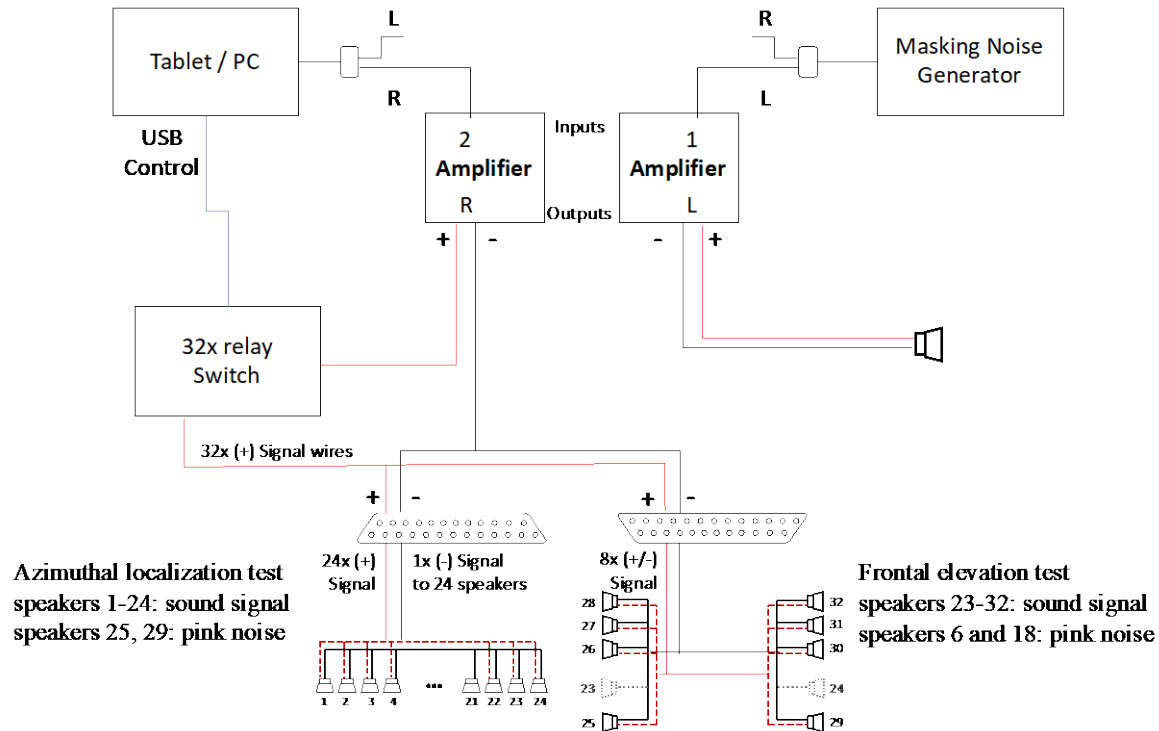 L
R
Tablet / PC
Masking Noise
Generator
R
L
USB
Control
Inputs
2
Amplifier
R
1
Amplifier
L
Outputs
+
-
-
+
32x relay
Switch
32x (+) Signal wires
+
-
+
-
24x (+)
Signal
1x (-) Signal
to 24 speakers
8x (+/-)
Signal
Azimuthal localization test
speakers 1-24: sound signal
speakers 25, 29: pink noise
Frontal elevation test
speakers 23-32: sound signal
speakers 6 and 18: pink noise
28
32
27
31
26
30
23
24
25
29
...
1 2 3 4 21 22 23 24